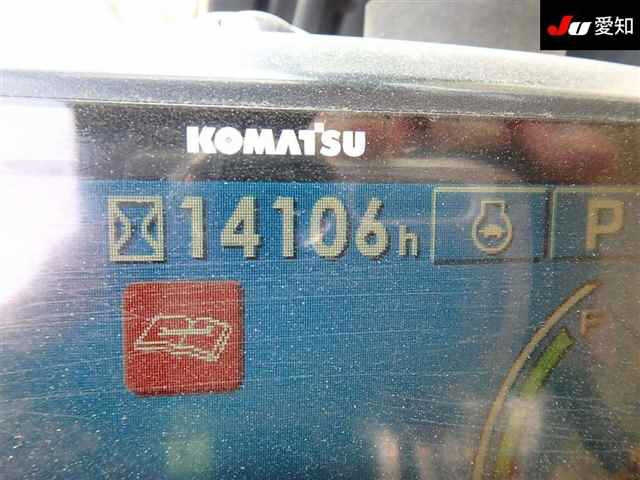 JU 愛知
KOMATSU
14106h
P
F